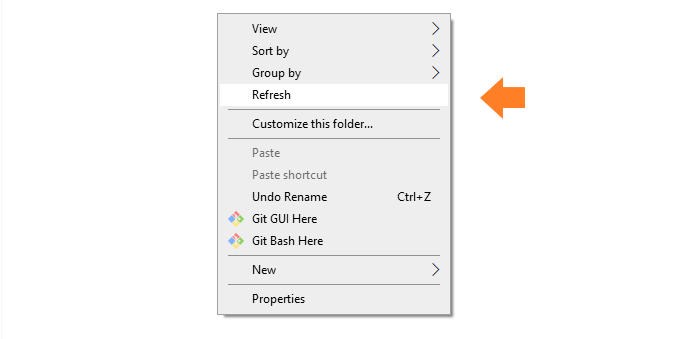 View
Sort by
Group by
Refresh
Customize this folder...
Paste
Paste shortcut
Undo Rename Ctrl+Z
Git GUI Here
Git Bash Here
New
Properties